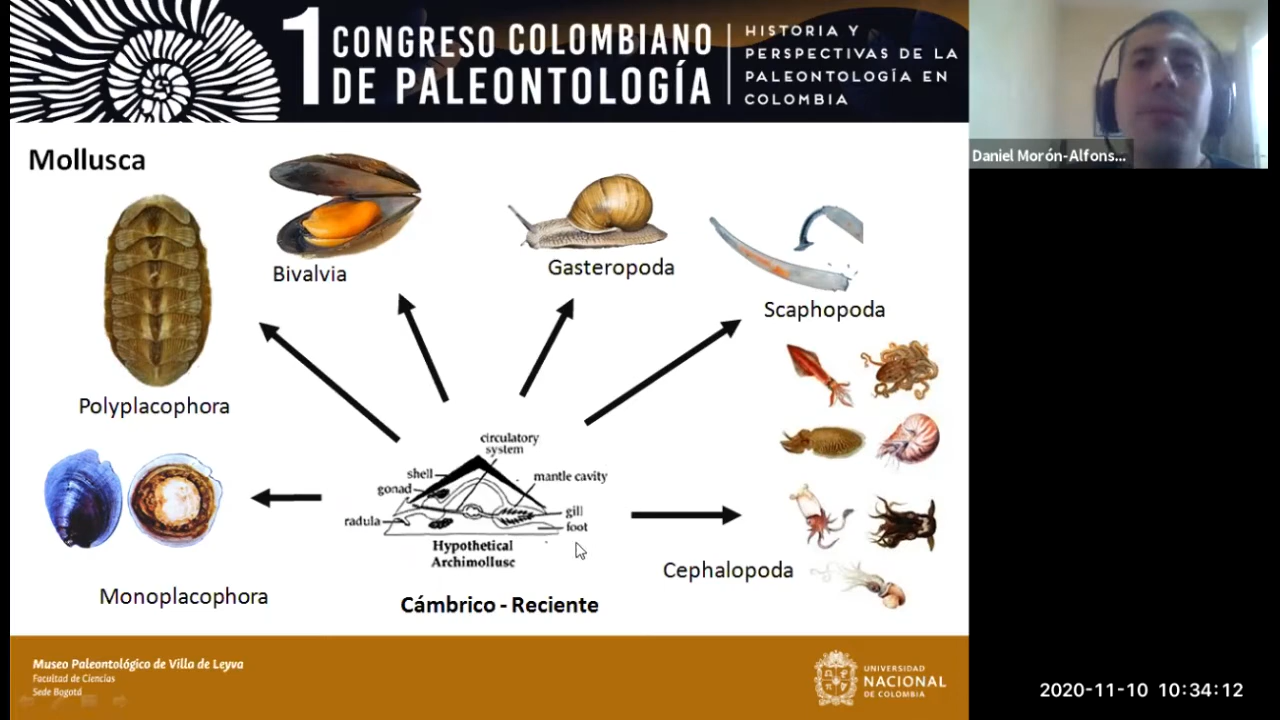 1 CONGRESO COLOMBIANO
DE PALEONTOLOGÍA
HISTORIA Y
PERSPECTIVAS DE LA
PALEONTOLOGÍA EN
COLOMBIA
Daniel Morón-Alfons...
Mollusca
Bivalvia
Gasteropoda
Scaphopoda
Polyplacophora
circulatory
system
shell
mantle cavity
gonad
gill
radula
foot
Hypothetical
Archimollusc
Cephalopoda
Monoplacophora
Cámbrico - Reciente
Museo Paleontológico de Villa de Leyva
Facultad de Ciencias
Sede Bogotá
UNIVERSIDAD
NACIONAL
DE COLOMBIA
2020-11-10 10:34:12